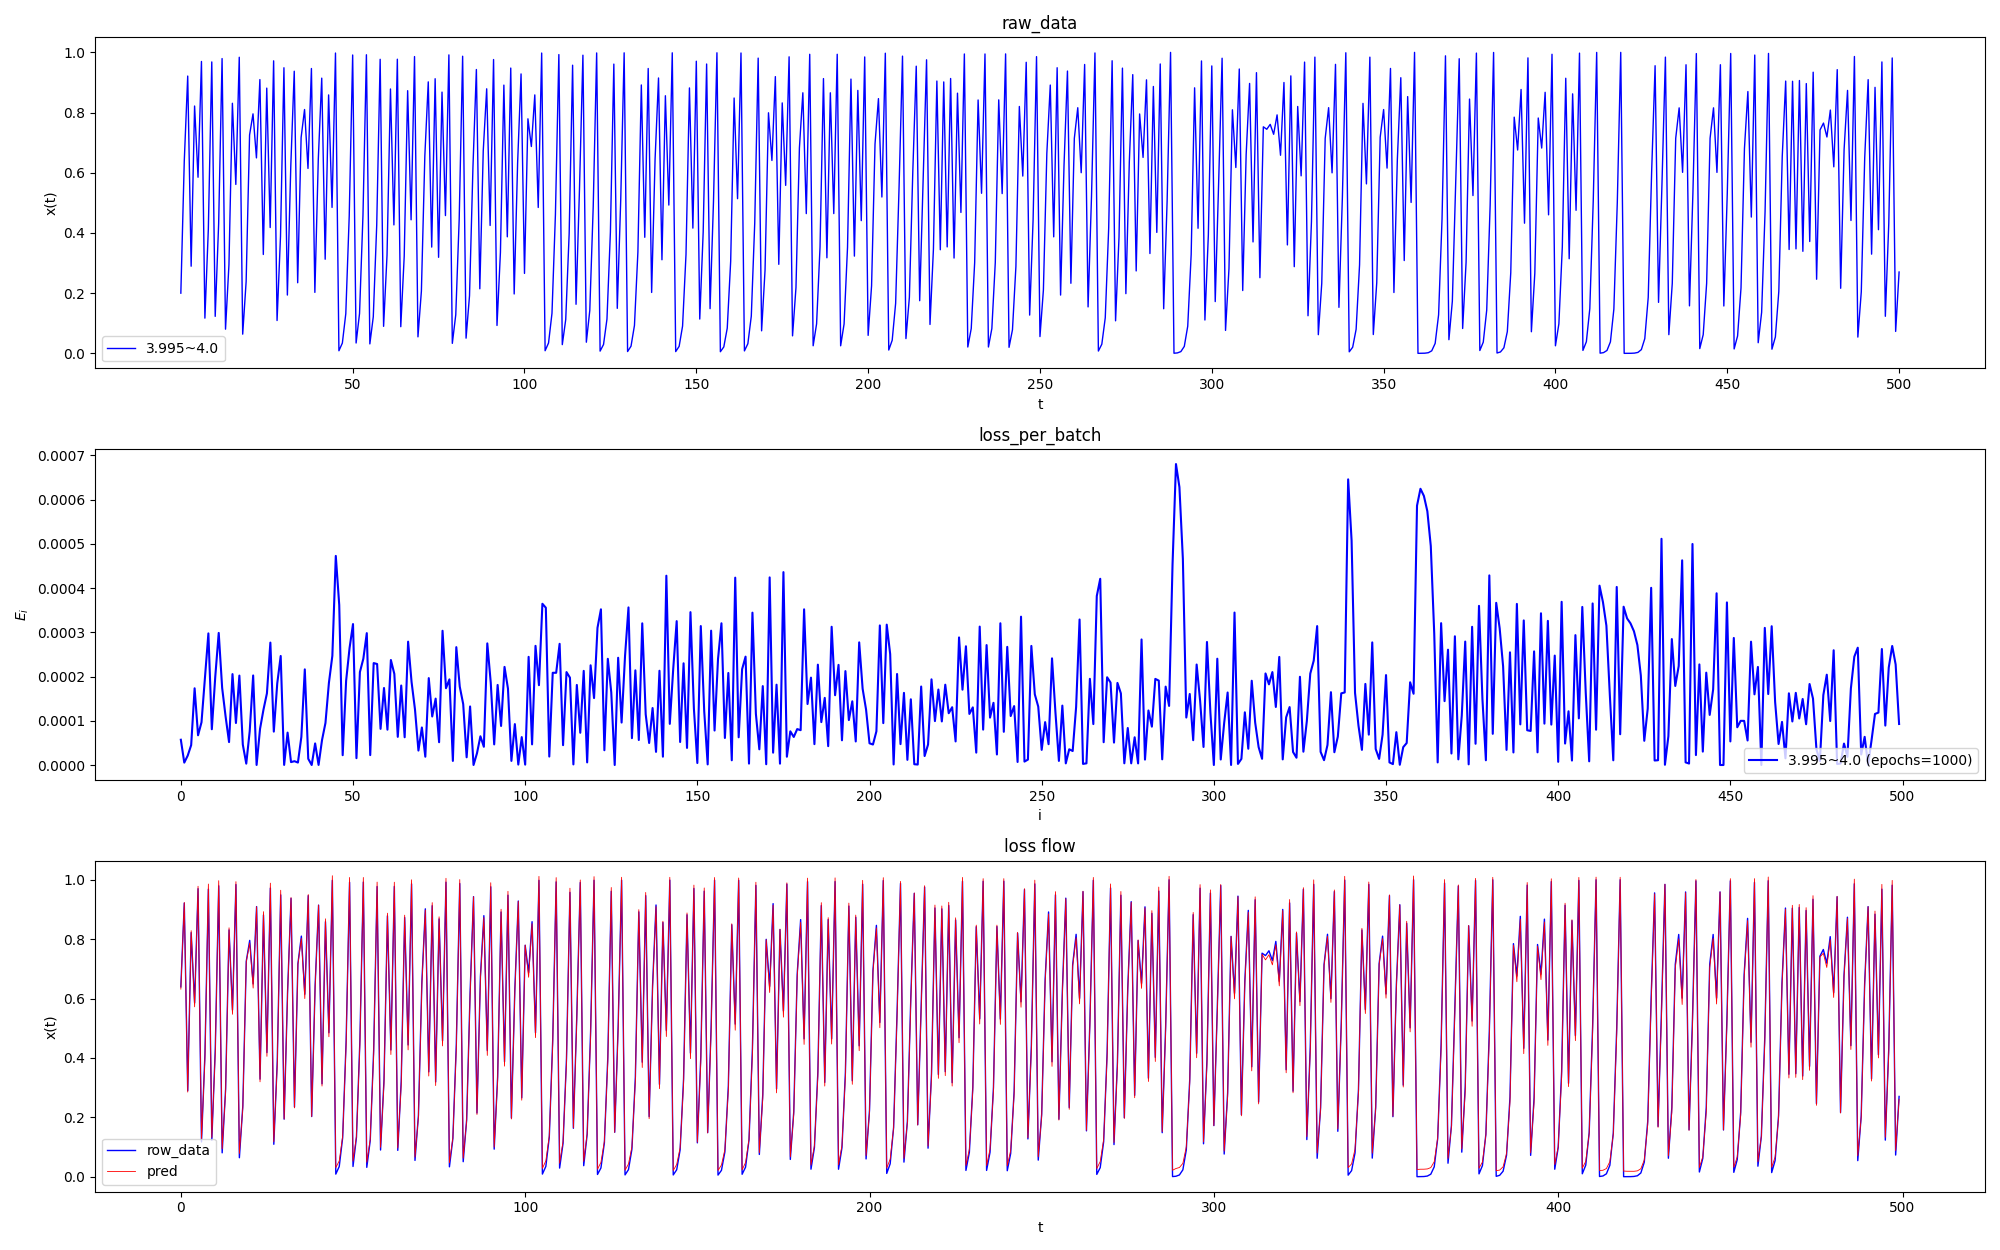 raw_data
1.0
0.8
0.6
0.4
0.2
0.0
x(t)
3.995~4.0
50 100 150 200 250 300 350 400 450 500
t
loss_per_batch
0.0007
0.0006
0.0005
0.0004
0.0003
0.0002
0.0001
0.0000
E_i
3.995~4.0 (epochs=1000)
0 50 100 150 200 250 300 350 400 450 500
i
loss flow
1.0
0.8
0.6
0.4
0.2
0.0
x(t)
row_data
pred
0 100 200 300 400 500
t